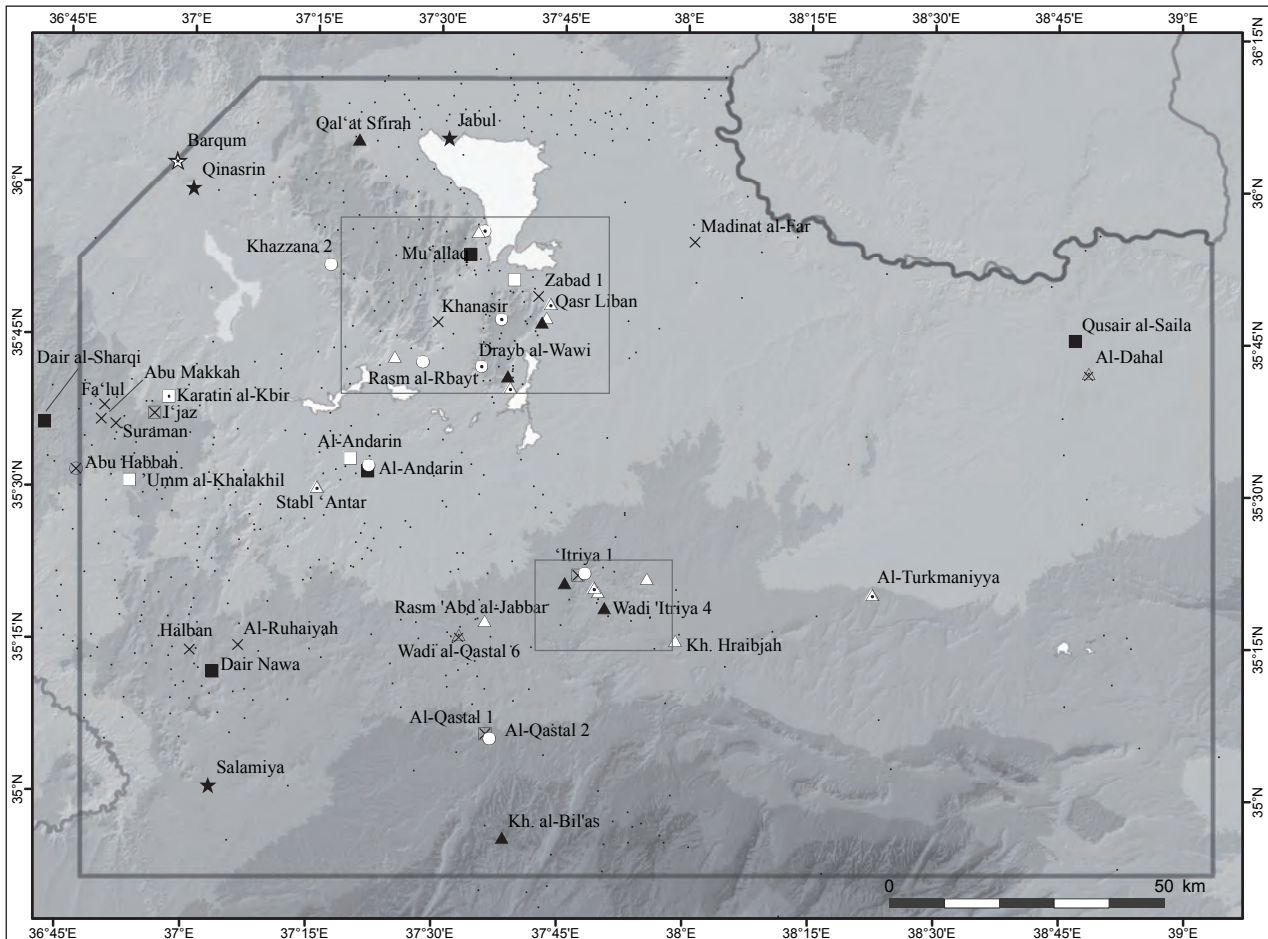 36°45'E 37°E 37°15'E 37°30'E 37°45'E 38°E 38°15'E 38°30'E 38°45'E 39°E
36°15'N
Qal‘at Sfirah
Jabul
Barqum
Qinasrin
36°N
36°N
Madinat al-Far
Khazzana 2
Mu‘allaq
Zabad 1
Qasr Liban
Khanasir
Qusair al-Saila
35°45'N
35°45'N
Drayb al-Wawi
Dair al-Sharqi
Al-Dahal
Abu Makkah
Rasm al-Rbayt
Fa‘lul
Karatin al-Kbir
I‘jaz
Suraman
Al-Andarin
Abu Habbah
Al-Andarin
'Umm al-Khalakhil
35°30'N
35°30'N
Stabl ‘Antar
‘Itriya 1
Al-Turkmaniyya
Rasm 'Abd al-Jabbar
Wadi 'Itriya 4
Halban
Al-Ruhaiyah
35°15'N
35°15'N
Wadi al-Qastal 6
Kh. Hraibjah
Dair Nawa
Al-Qastal 1
Al-Qastal 2
Salamiya
35°N
35°N
Kh. al-Bil'as
0 50 km
36°45'E 37°E 37°15'E 37°30'E 37°45'E 38°E 38°15'E 38°30'E 38°45'E 39°E